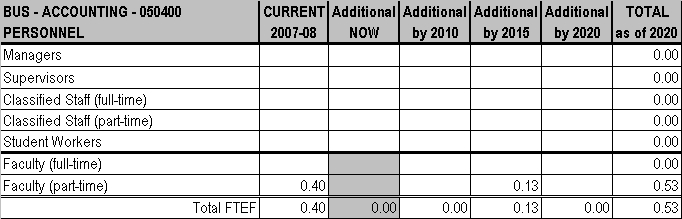 BUS - ACCOUNTING - 050400 CURRENT Additional Additional Additional Additional TOTAL
PERSONNEL 2007-08 NOW by 2010 by 2015 by 2020 as of 2020
Managers 0.00
Supervisors 0.00
Classified Staff (full-time) 0.00
Classified Staff (part-time) 0.00
Student Workers 0.00
Faculty (full-time) 0.00
Faculty (part-time) 0.40 0.13 0.53
Total FTEF 0.40 0.00 0.00 0.13 0.00 0.53